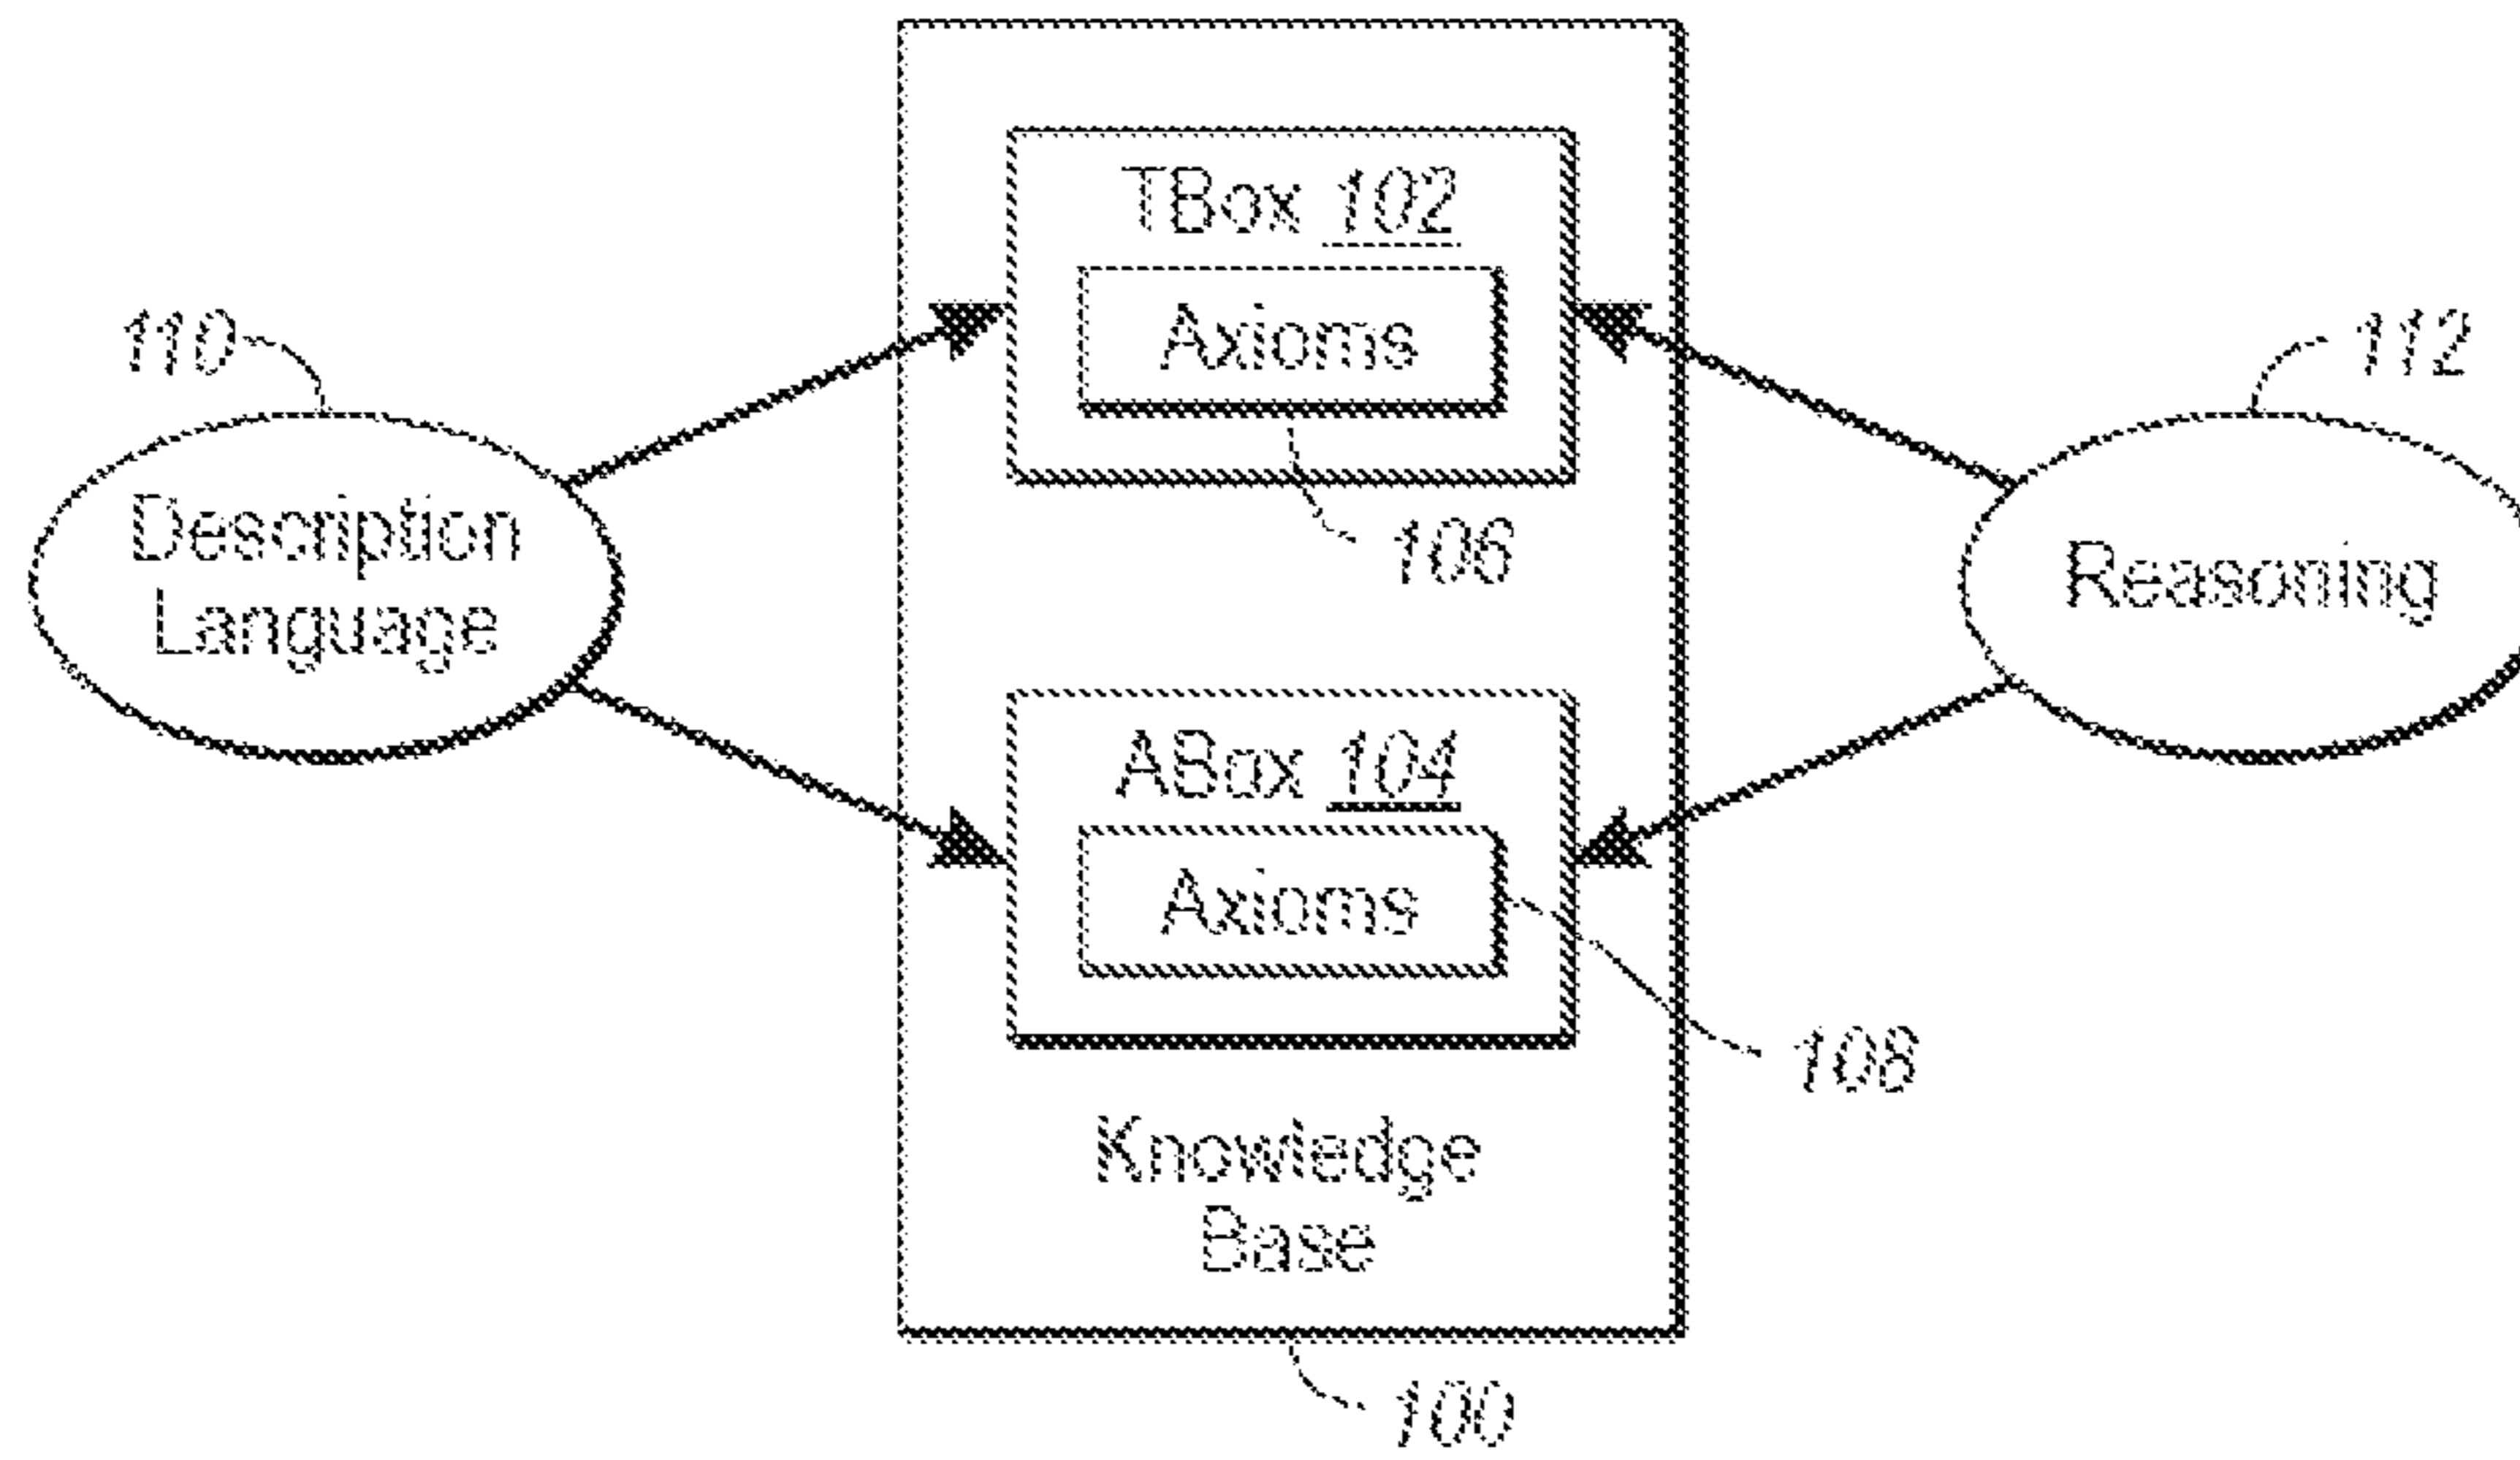 TBox 102
Axioms
110
112
Description
Language
106
Reasoning
ABox 104
Axioms
108
Knowledge
Base
100